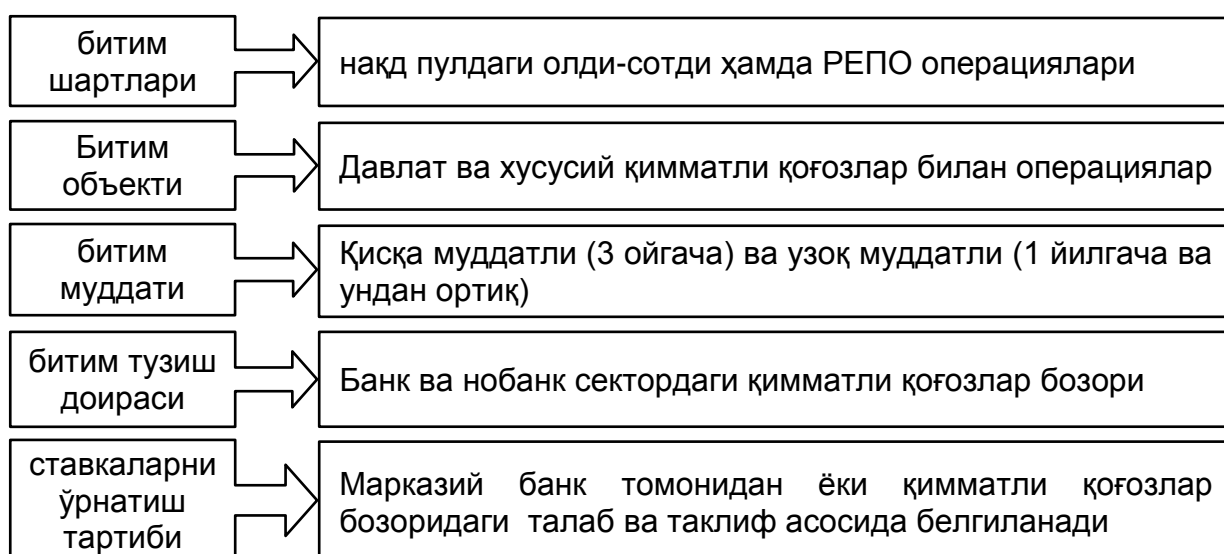 битим
шартлари
нақд пулдаги олди-сотди ҳамда РЕПО операциялари
Битим
объекти
Давлат ва хусусий қимматли қоғозлар билан операциялар
битим
муддати
Қисқа муддатли (3 ойгача) ва узоқ муддатли (1 йилгача ва
ундан ортиқ)
битим тузиш
доираси
Банк ва нобанк сектордаги қимматли қоғозлар бозори
ставкаларни
ўрнатиш
тартиби
Марказий банк томонидан ёки қимматли қоғозлар
бозоридаги талаб ва таклиф асосида белгиланади